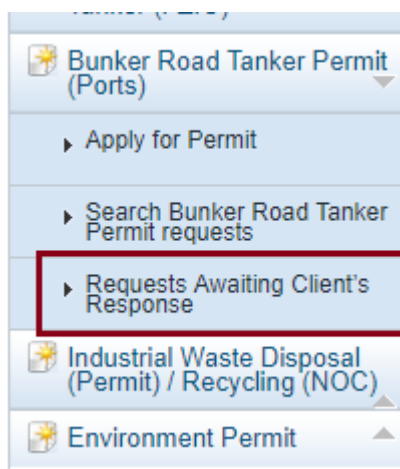 Bunker Road Tanker Permit
(Ports)
Apply for Permit
Search Bunker Road Tanker
Permit requests
Requests Awaiting Client's
Response
Industrial Waste Disposal
(Permit) / Recycling (NOC)
Environment Permit